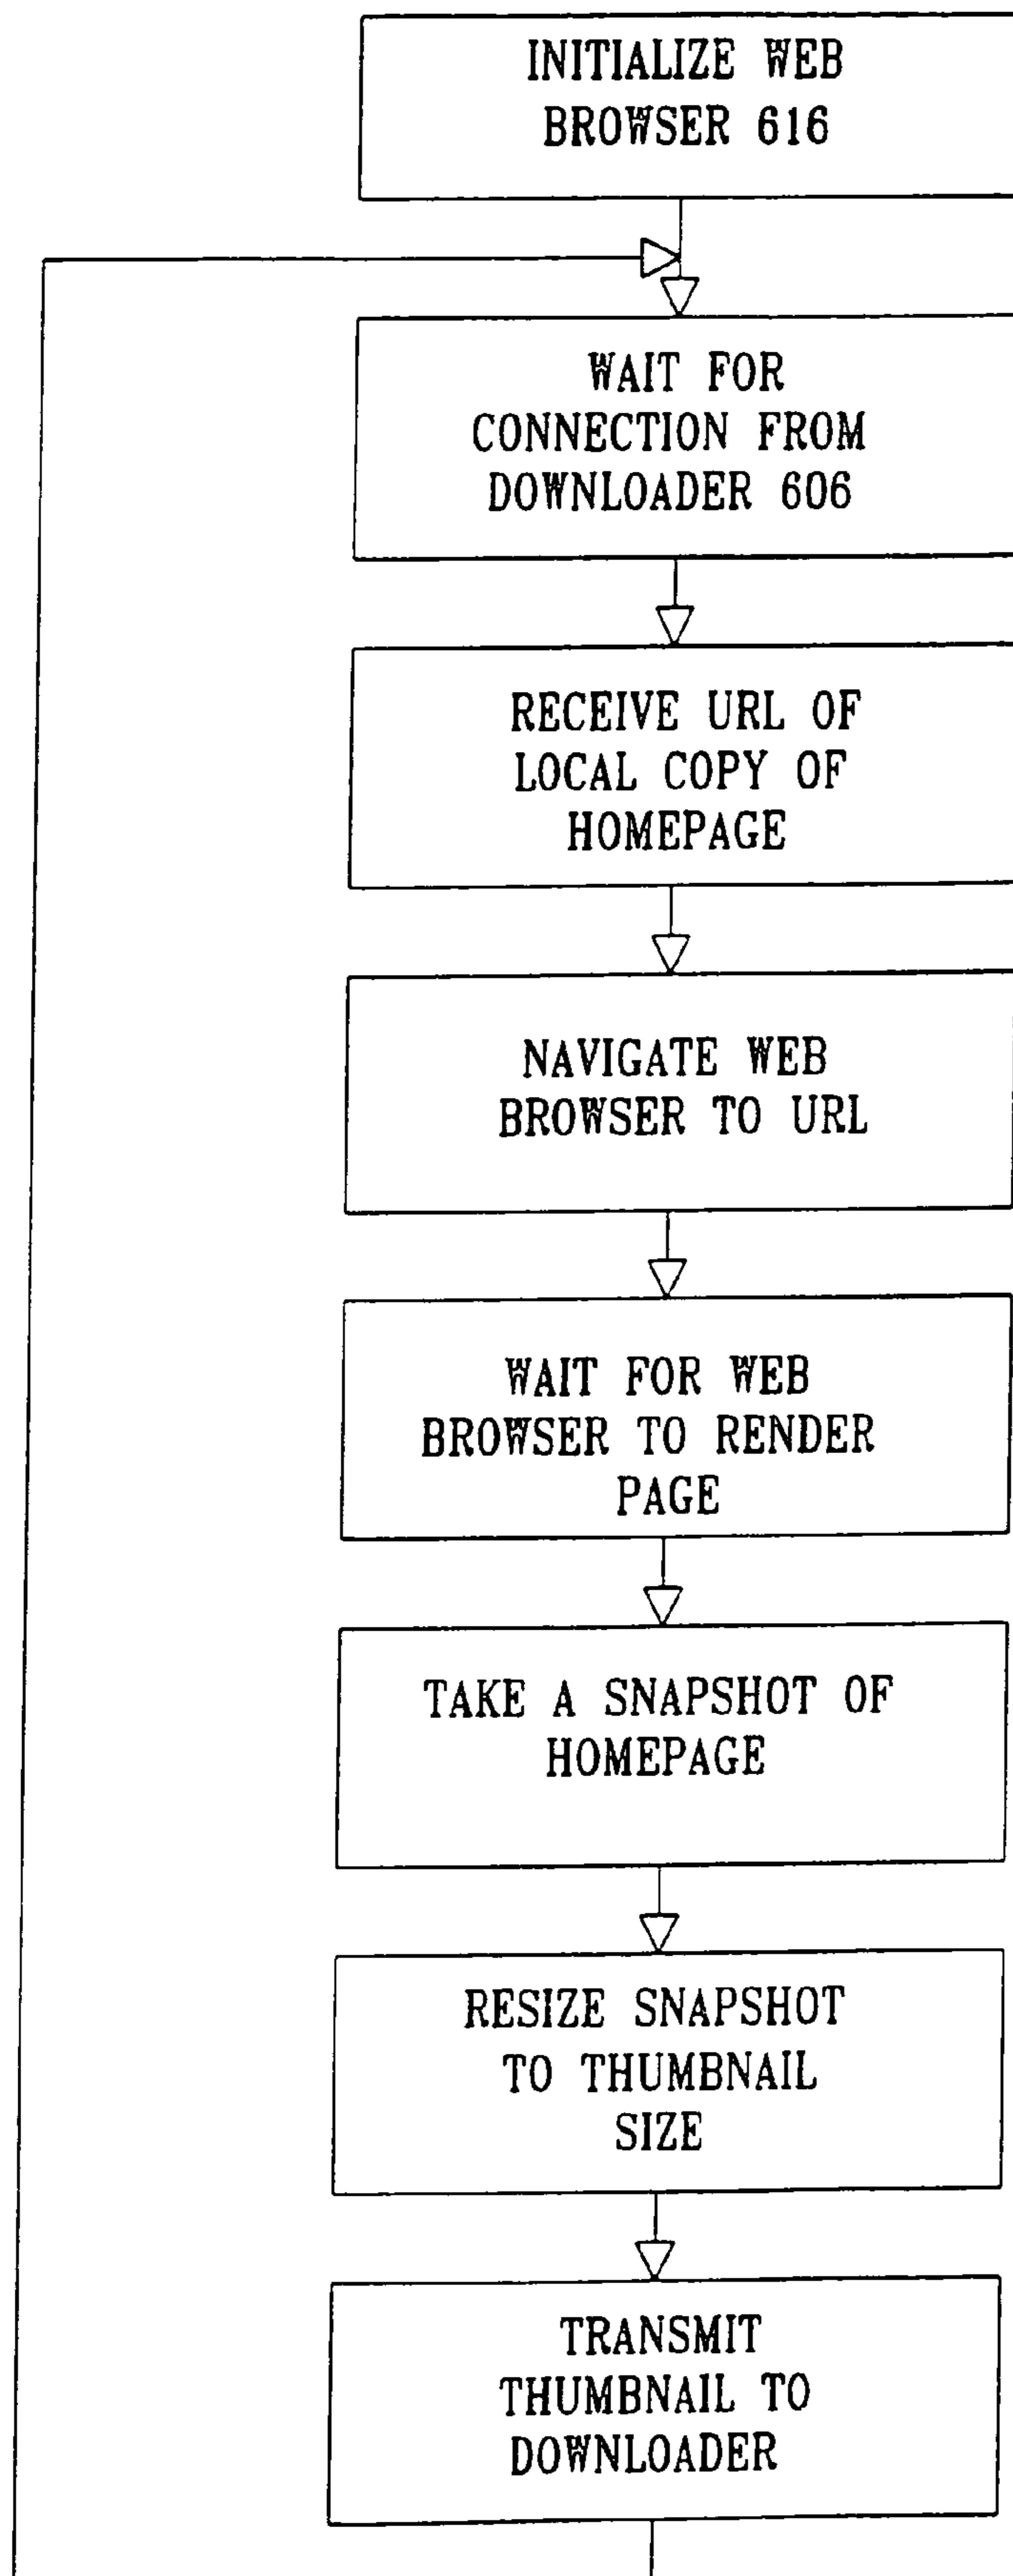 INITIALIZE WEB
BROWSER 616
WAIT FOR
CONNECTION FROM
DOWNLOADER 606
RECEIVE URL OF
LOCAL COPY OF
HOMEPAGE
NAVIGATE WEB
BROWSER TO URL
WAIT FOR WEB
BROWSER TO RENDER
PAGE
TAKE A SNAPSHOT OF
HOMEPAGE
RESIZE SNAPSHOT
TO THUMBNAIL
SIZE
TRANSMIT
THUMBNAIL TO
DOWNLOADER